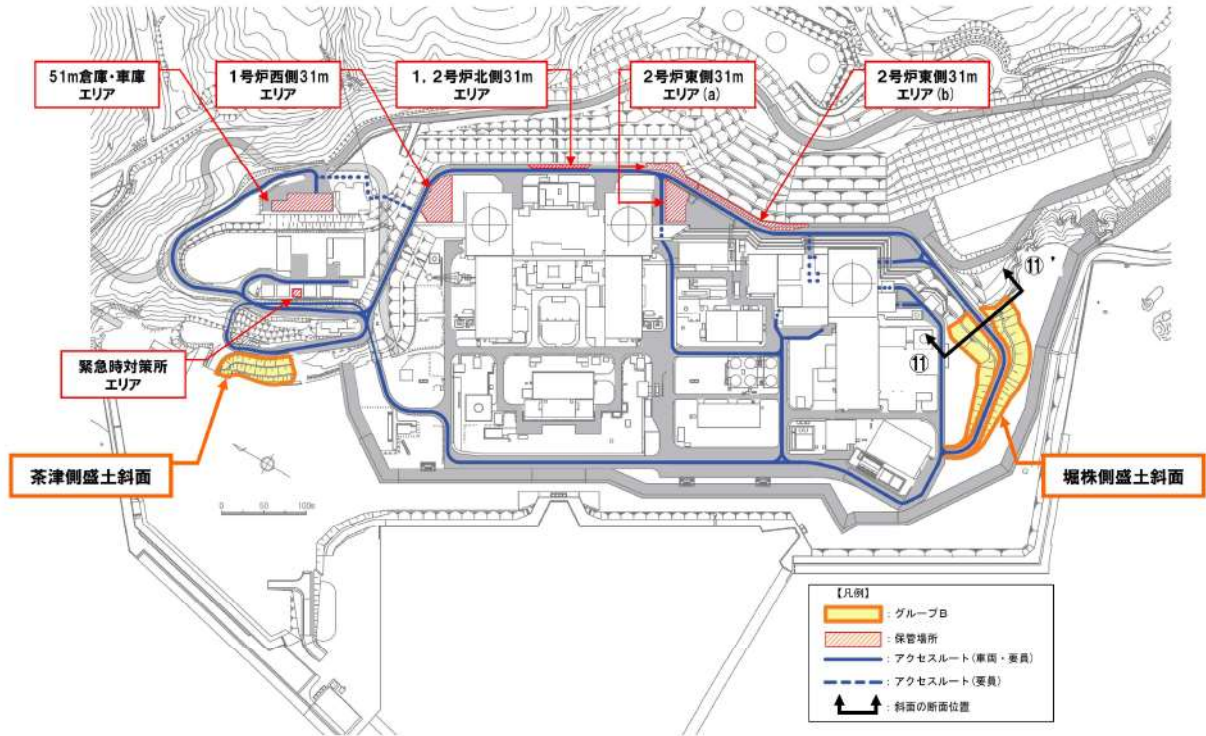 51m倉庫・車庫
エリア
1号炉西側31m
エリア
1,2号炉北側31m
エリア
2号炉東側31m
エリア(a)
2号炉東側31m
エリア(b)
緊急時対策所
エリア
茶津側盛土斜面
堀株側盛土斜面
⑪
⑪
0 50 100m
【凡例】
:グループB
:保管場所
:アクセスルート(車両・要員)
:アクセスルート(要員)
:斜面の断面位置